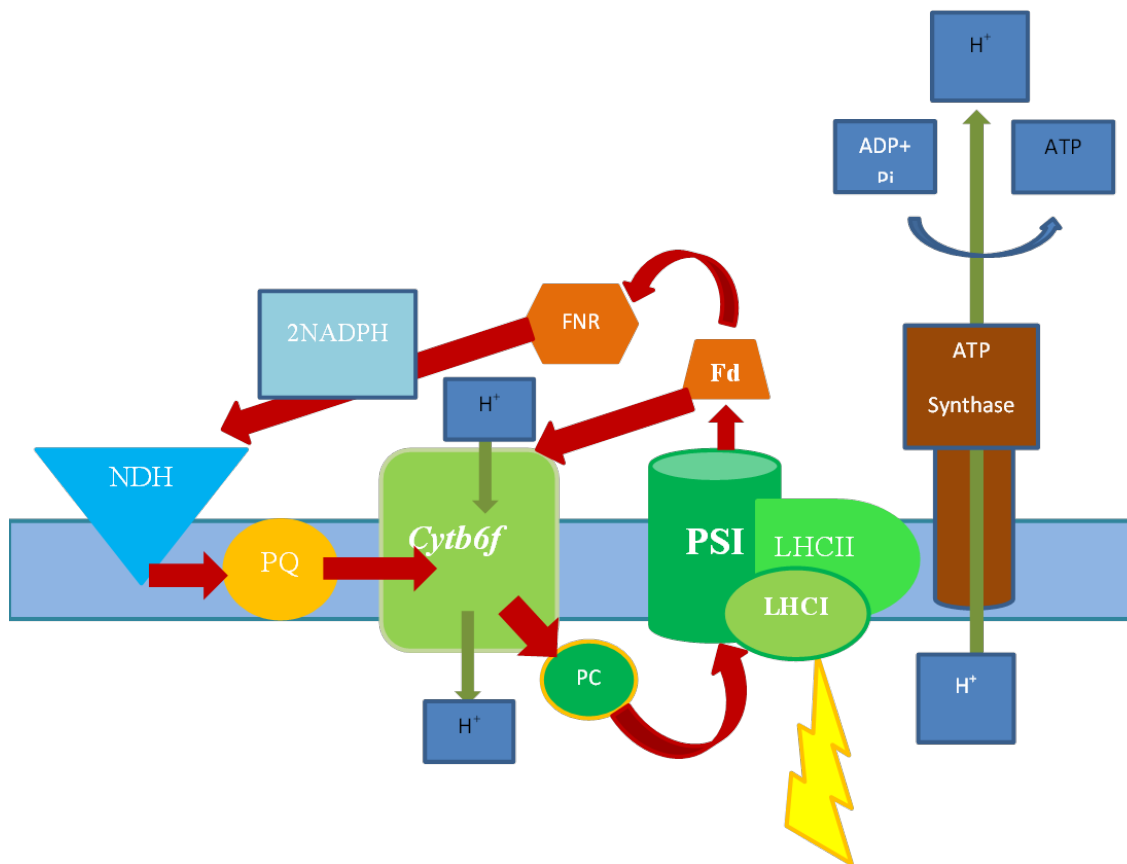 H⁺
ADP+
Pi
ATP
2NADPH
FNR
Fd
ATP
Synthase
H⁺
NDH
PQ
Cytb6f
PSI
LHCII
LHCI
PC
H⁺
H⁺